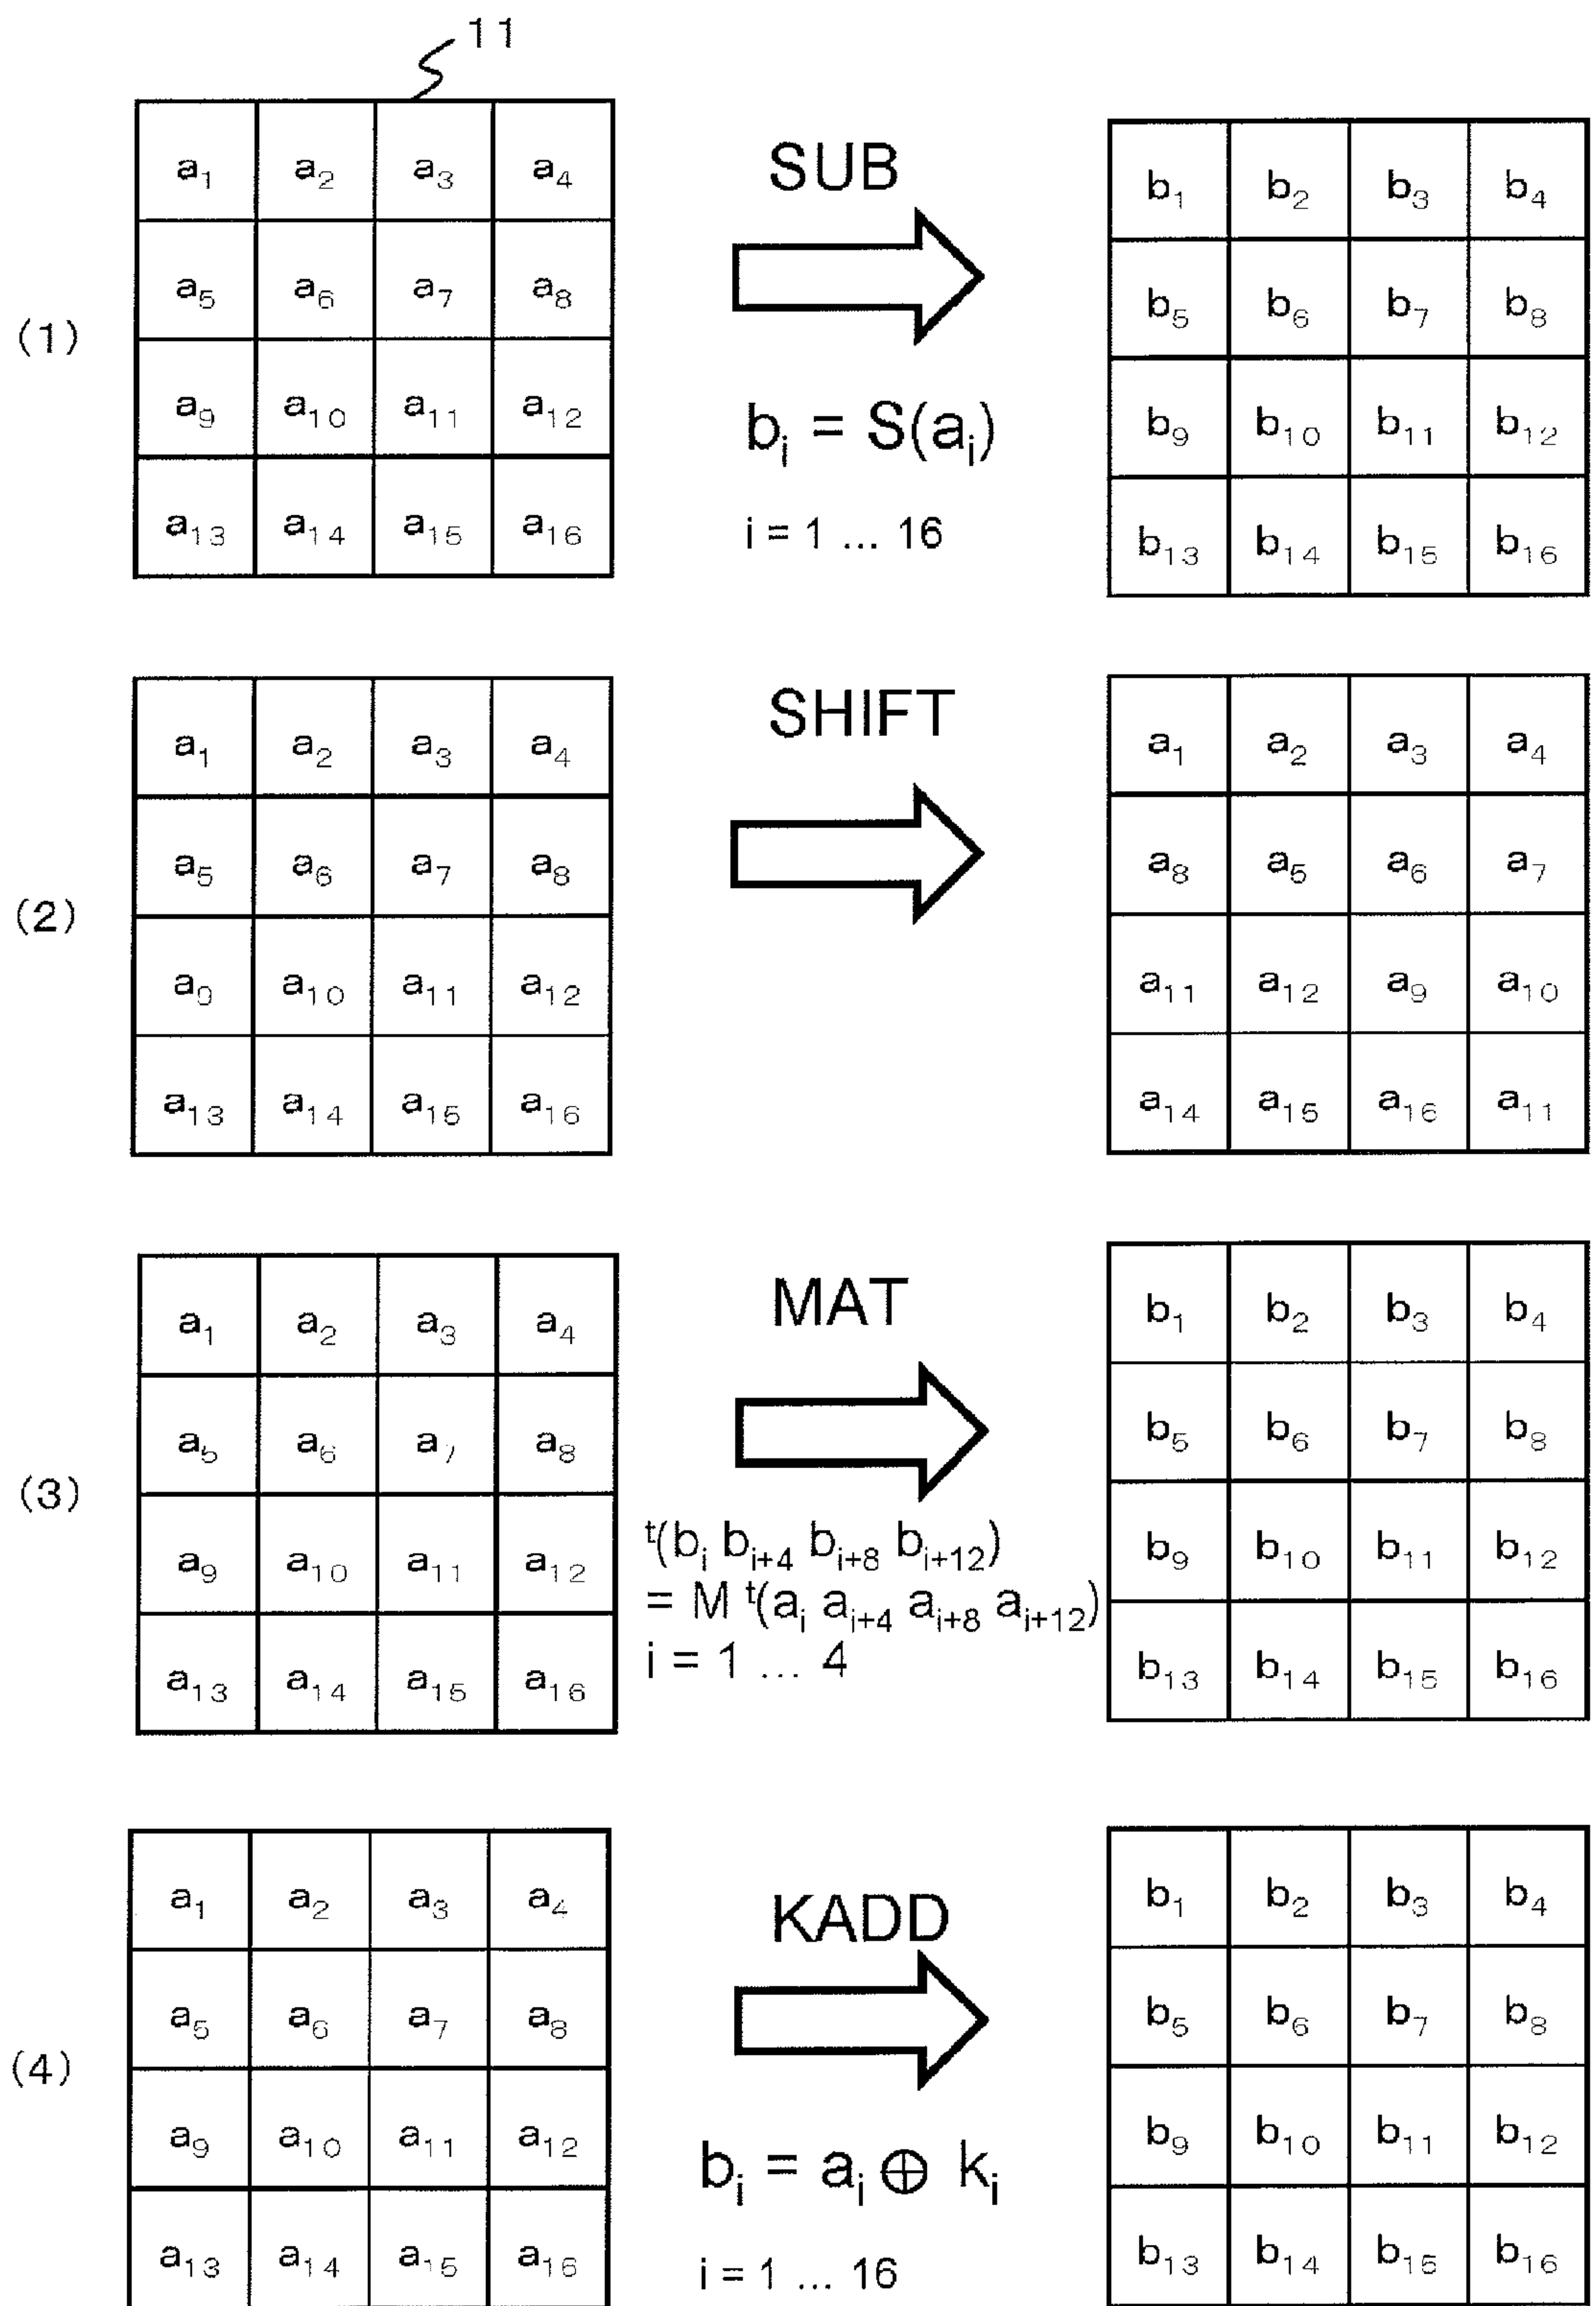 11
(1)
a1 a2 a3 a4
a5 a6 a7 a8
a9 a10 a11 a12
a13 a14 a15 a16
SUB
bi = S(ai)
i = 1 ... 16
b1 b2 b3 b4
b5 b6 b7 b8
b9 b10 b11 b12
b13 b14 b15 b16
(2)
a1 a2 a3 a4
a5 a6 a7 a8
a9 a10 a11 a12
a13 a14 a15 a16
SHIFT
a1 a2 a3 a4
a8 a5 a6 a7
a11 a12 a9 a10
a14 a15 a16 a11
(3)
a1 a2 a3 a4
a5 a6 a7 a8
a9 a10 a11 a12
a13 a14 a15 a16
MAT
t(bi bi+4 bi+8 bi+12)
= M t(ai ai+4 ai+8 ai+12)
i = 1 ... 4
b1 b2 b3 b4
b5 b6 b7 b8
b9 b10 b11 b12
b13 b14 b15 b16
(4)
a1 a2 a3 a4
a5 a6 a7 a8
a9 a10 a11 a12
a13 a14 a15 a16
KADD
bi = ai ⊕ ki
i = 1 ... 16
b1 b2 b3 b4
b5 b6 b7 b8
b9 b10 b11 b12
b13 b14 b15 b16